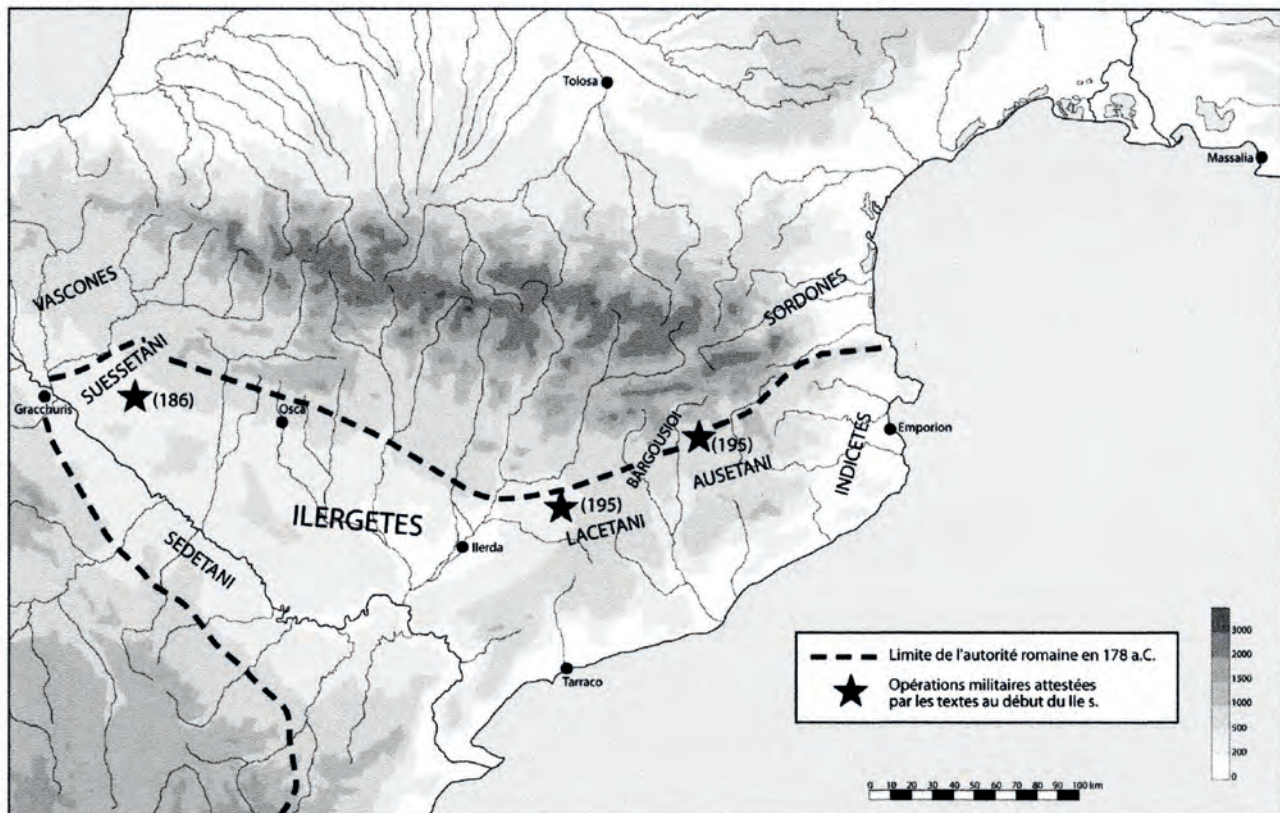 Tolosa
Massalia
VASCONES
SORDONES
SUESSETANI
(186)
Gracchuris
Osca
BARGOUSIOI
(195)
AUSETANI
INDICETES
Emporion
ILERGETES
(195)
LACETANI
Ilerda
SEDETANI
Tarraco
Limite de l'autorité romaine en 178 a.C.
Opérations militaires attestées
par les textes au début du IIe s.
3000
2000
1500
1000
500
200
0
0 10 20 30 40 50 60 70 80 90 100 km